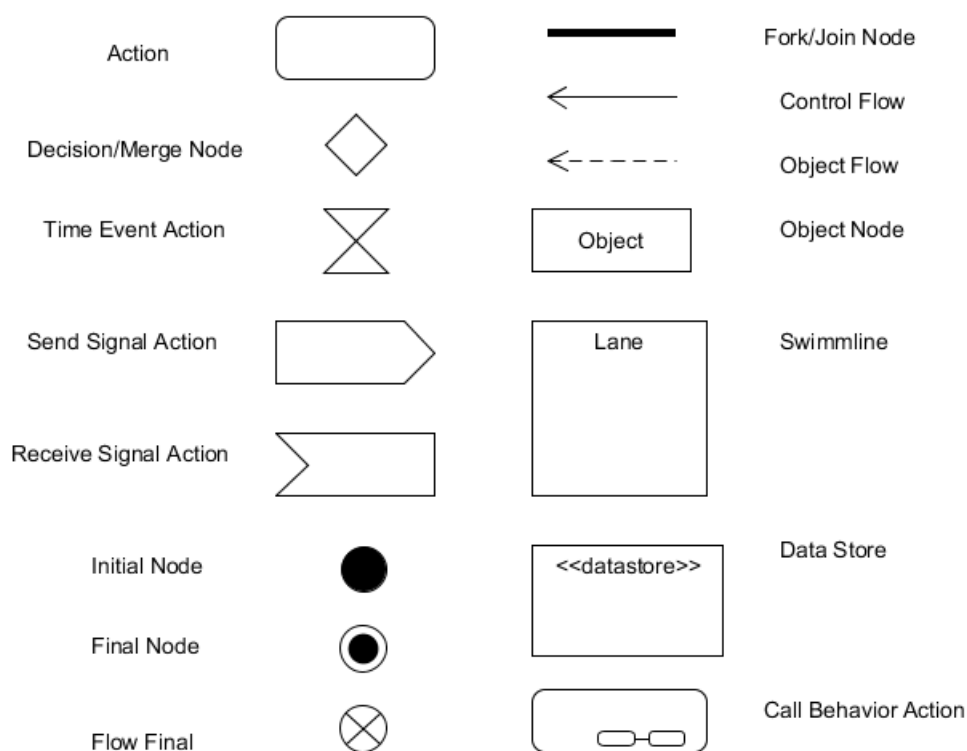 Action
Fork/Join Node
Control Flow
Decision/Merge Node
Object Flow
Time Event Action
Object
Object Node
Send Signal Action
Lane
Swimmline
Receive Signal Action
Initial Node
<<datastore>>
Data Store
Final Node
Call Behavior Action
Flow Final